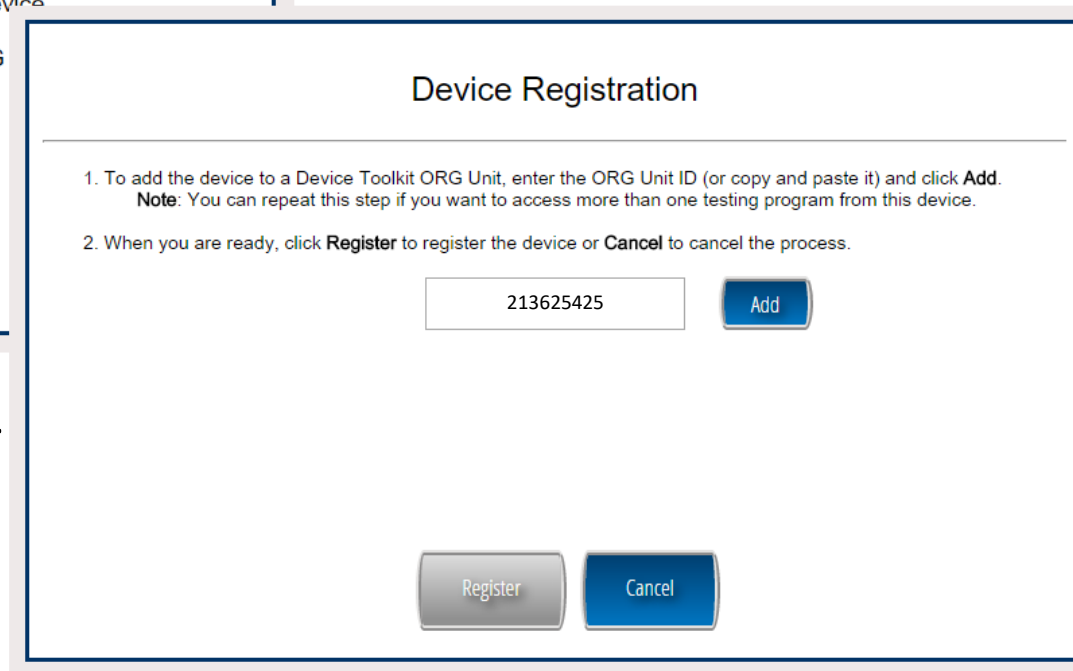 Device Registration
1. To add the device to a Device Toolkit ORG Unit, enter the ORG Unit ID (or copy and paste it) and click Add.
Note: You can repeat this step if you want to access more than one testing program from this device.
2. When you are ready, click Register to register the device or Cancel to cancel the process.
213625425
Add
Register
Cancel